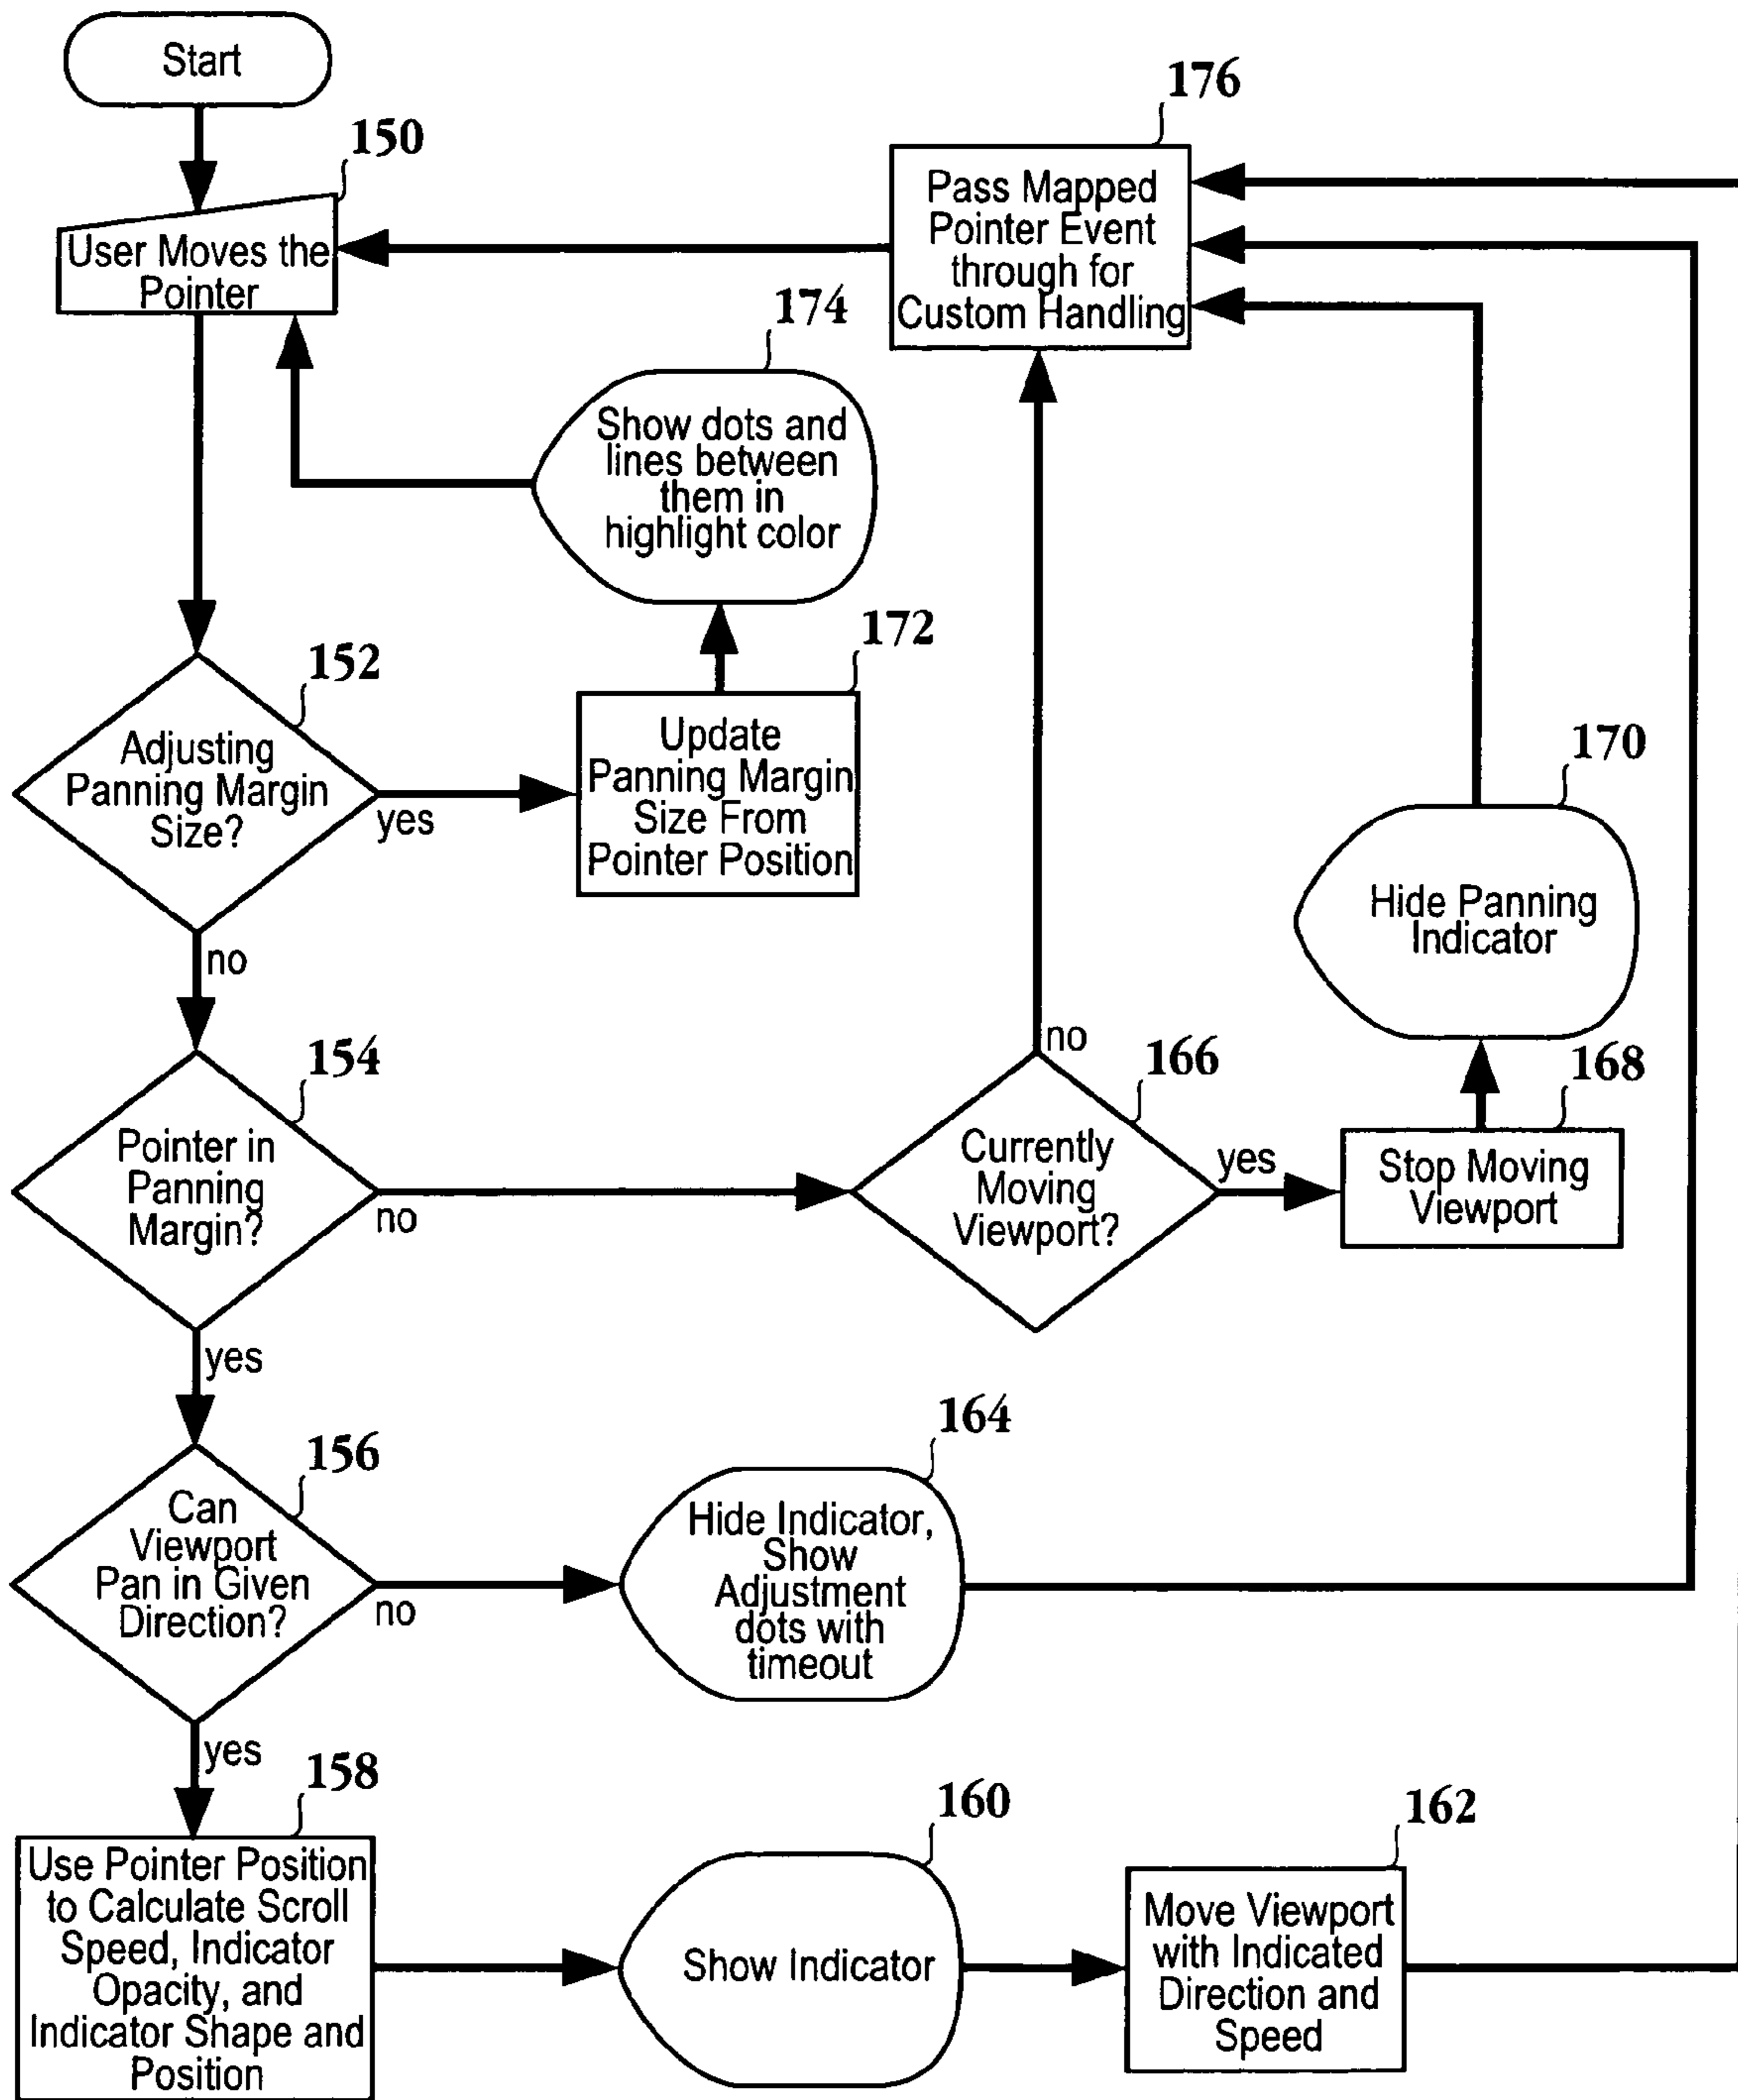 Start
150
User Moves the
Pointer
176
Pass Mapped
Pointer Event
through for
Custom Handling
174
Show dots and
lines between
them in
highlight color
152
Adjusting
Panning Margin
Size?
yes
no
172
Update
Panning Margin
Size From
Pointer Position
170
Hide Panning
Indicator
154
Pointer in
Panning
Margin?
no
yes
166
Currently
Moving
Viewport?
no
yes
168
Stop Moving
Viewport
156
Can
Viewport
Pan in Given
Direction?
no
yes
164
Hide Indicator,
Show
Adjustment
dots with
timeout
158
Use Pointer Position
to Calculate Scroll
Speed, Indicator
Opacity, and
Indicator Shape and
Position
160
Show Indicator
162
Move Viewport
with Indicated
Direction and
Speed